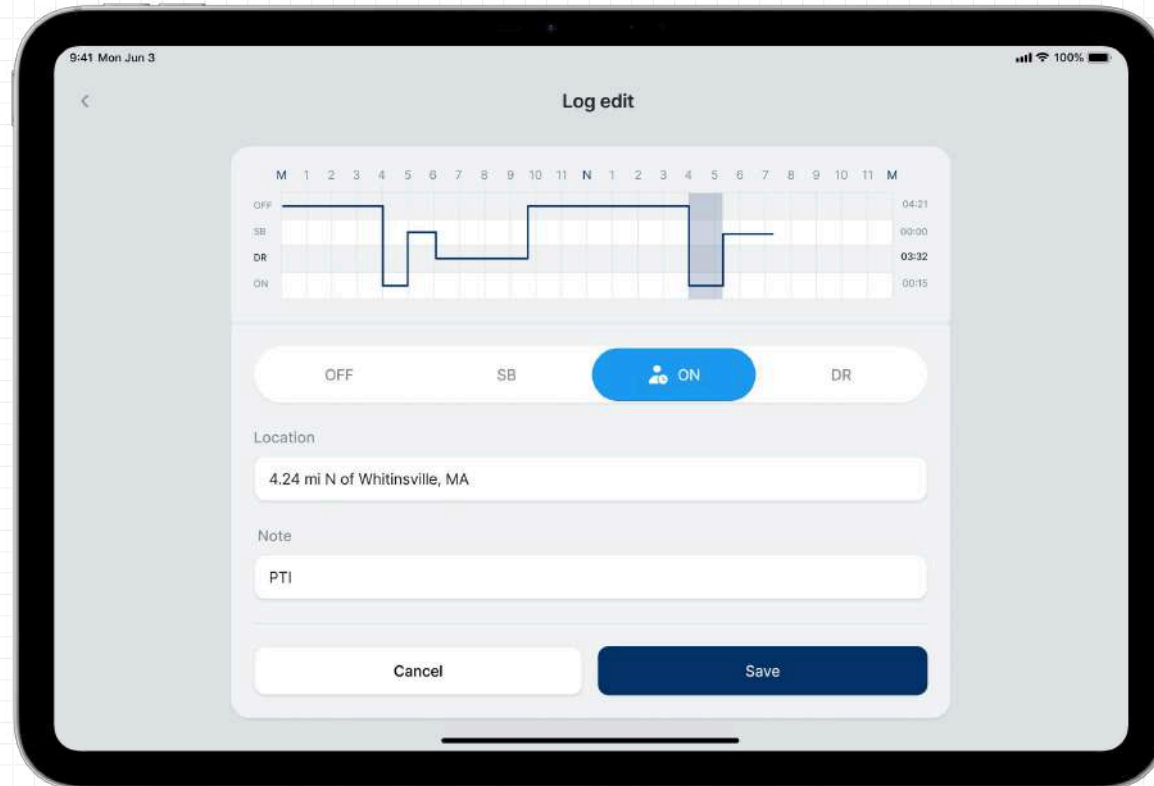 9:41 Mon Jun 3 100%
Log edit
M 1 2 3 4 5 6 7 8 9 10 11 N 1 2 3 4 5 6 7 8 9 10 11 M
OFF 04:21
SB 00:00
DR 03:32
ON 00:15
OFF SB ON DR
Location
4.24 mi N of Whitinsville, MA
Note
PTI
Cancel Save